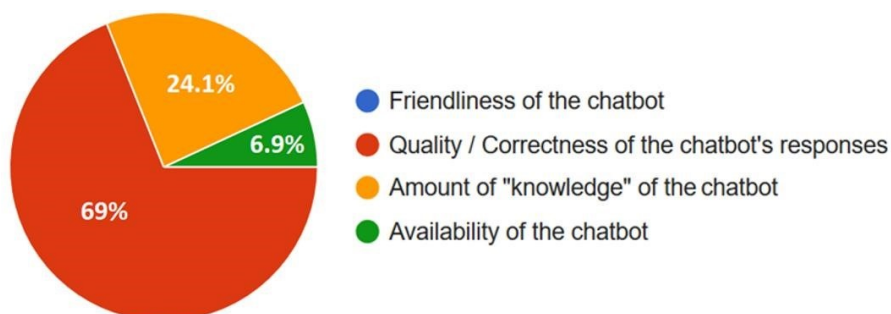 24.1%
6.9%
69%
Friendliness of the chatbot
Quality / Correctness of the chatbot's responses
Amount of "knowledge" of the chatbot
Availability of the chatbot